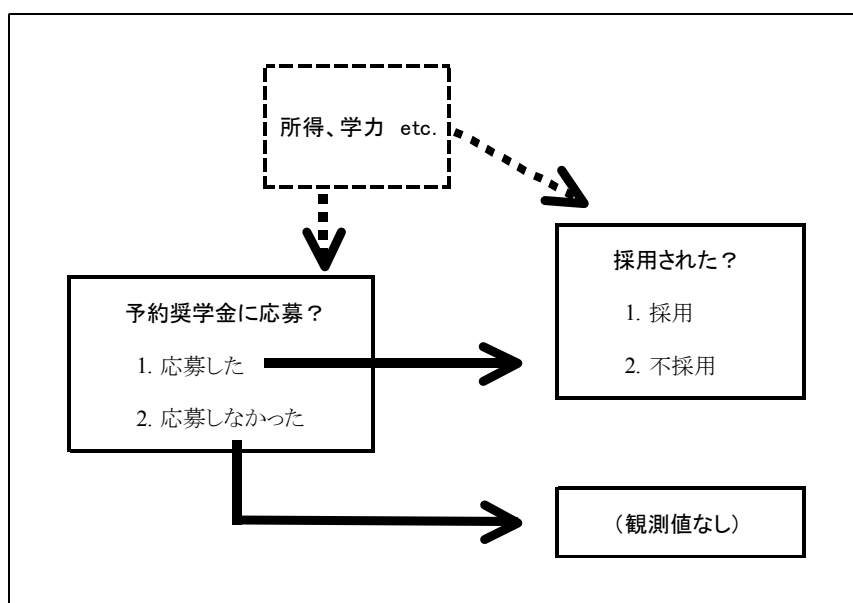 所得、学力 etc.
予約奨学金に応募？
1. 応募した
2. 応募しなかった
採用された？
1. 採用
2. 不採用
（観測値なし）